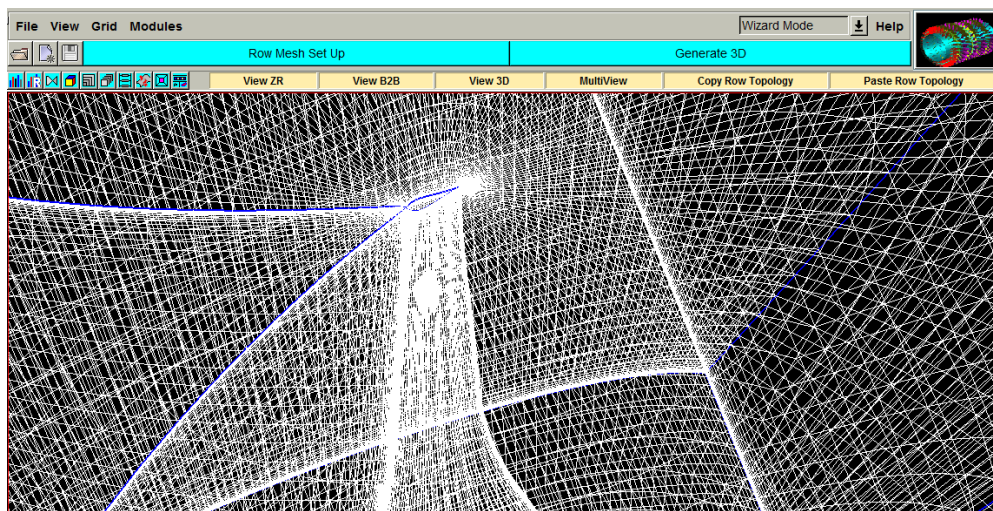 File View Grid Modules Wizard Mode Help
Row Mesh Set Up Generate 3D
View ZR View B2B View 3D MultiView Copy Row Topology Paste Row Topology